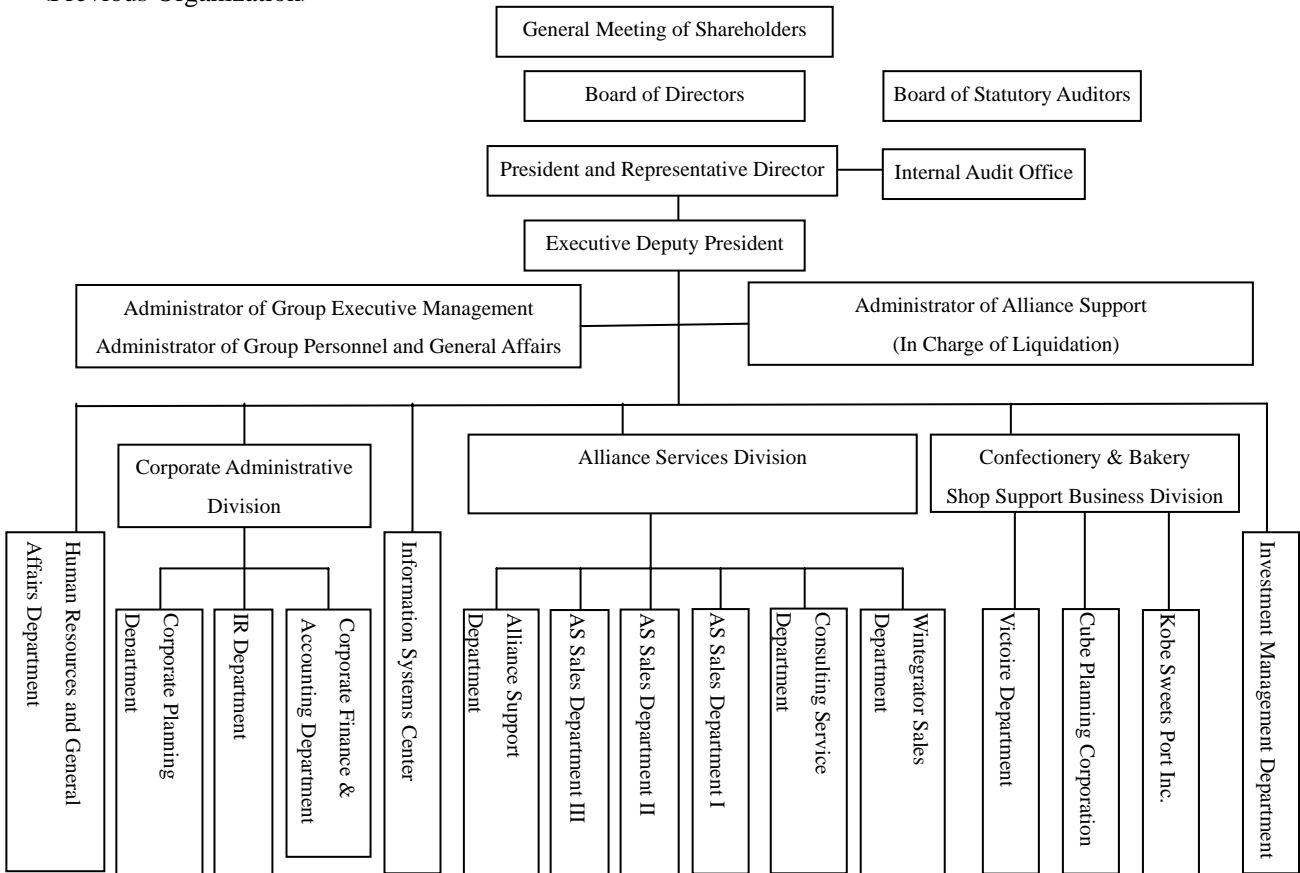 Previous Organization
General Meeting of Shareholders
Board of Directors
Board of Statutory Auditors
President and Representative Director
Internal Audit Office
Executive Deputy President
Administrator of Group Executive Management
Administrator of Group Personnel and General Affairs
Administrator of Alliance Support
(In Charge of Liquidation)
Corporate Administrative
Division
Alliance Services Division
Confectionery & Bakery
Shop Support Business Division
Human Resources and General
Affairs Department
Corporate Planning
Department
IR Department
Corporate Finance &
Accounting Department
Information Systems Center
Alliance Support
Department
AS Sales Department III
AS Sales Department II
AS Sales Department I
Consulting Service
Department
Wintegrator Sales
Department
Victoire Department
Cube Planning Corporation
Kobe Sweets Port Inc.
Investment Management Department